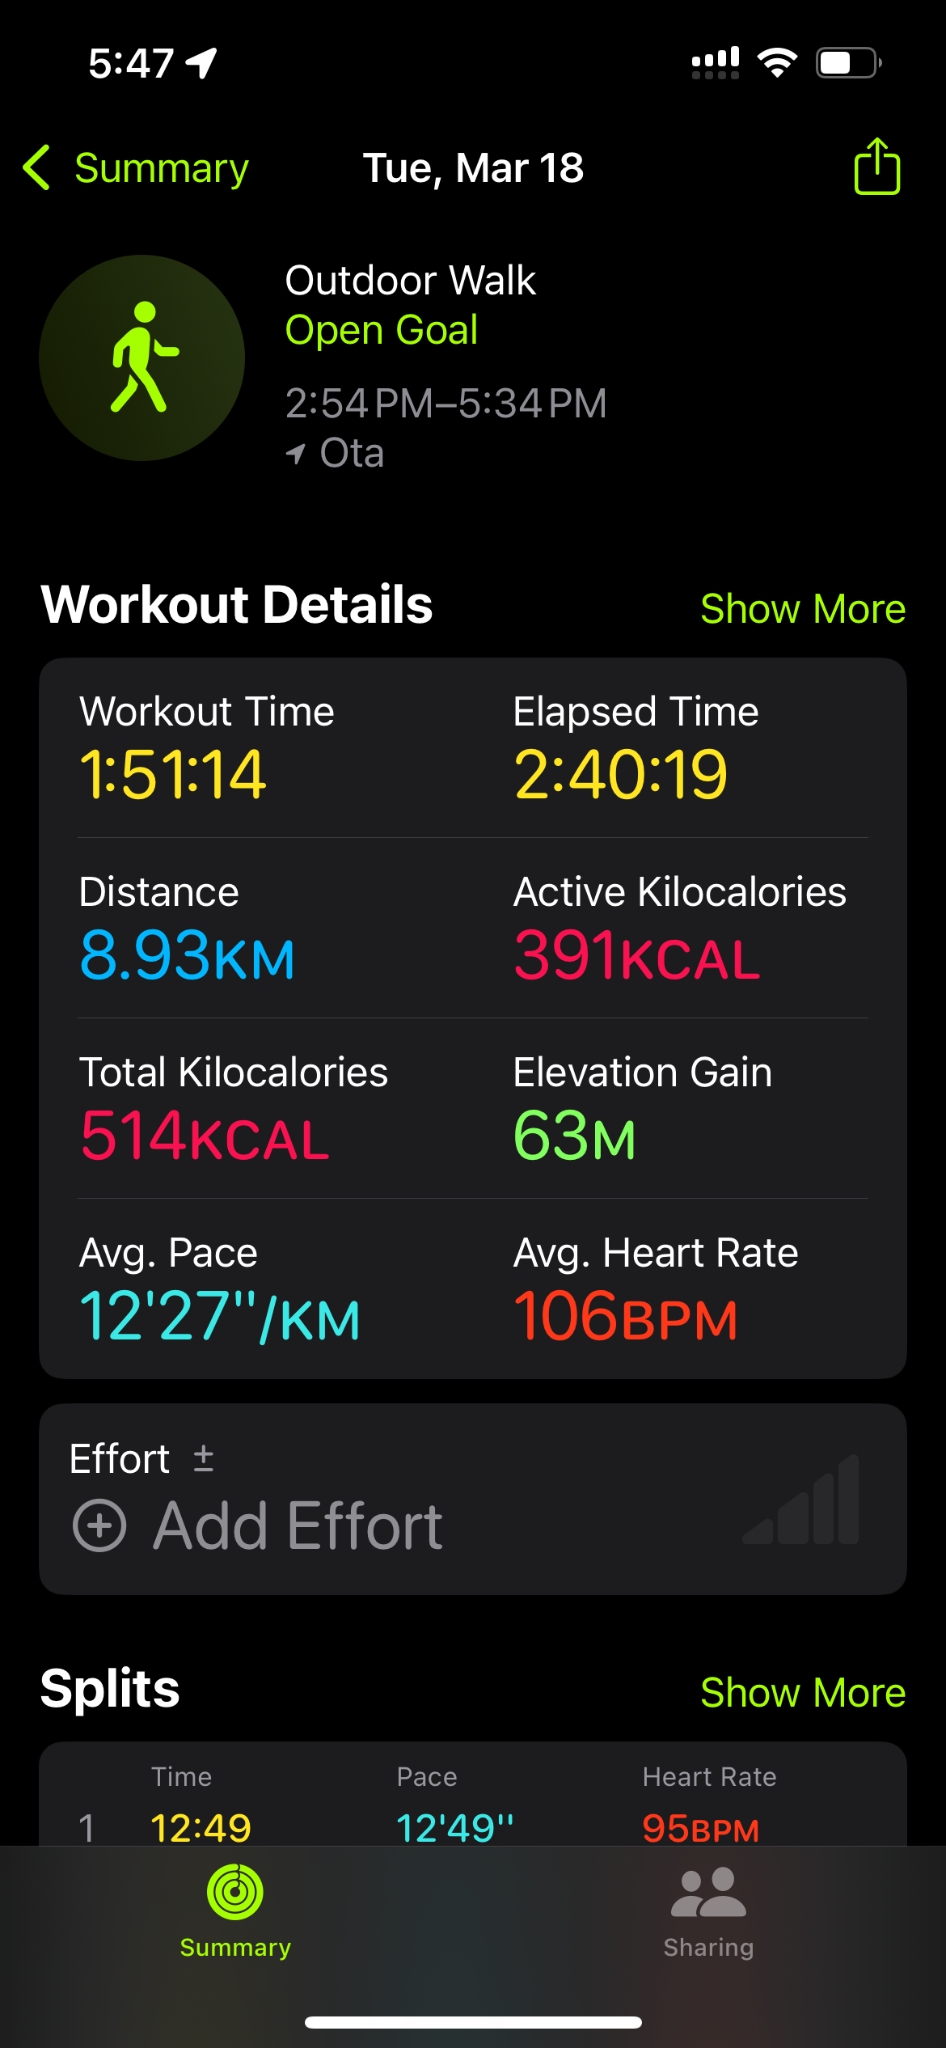 5:47
Summary
Tue, Mar 18
Outdoor Walk
Open Goal
2:54 PM–5:34 PM
Ota
Workout Details
Show More
Workout Time
Elapsed Time
1:51:14
2:40:19
Distance
Active Kilocalories
8.93KM
391KCAL
Total Kilocalories
Elevation Gain
514KCAL
63M
Avg. Pace
Avg. Heart Rate
12'27"/KM
106BPM
Effort ±
Add Effort
Splits
Show More
Time
Pace
Heart Rate
1
12:49
12'49''
95BPM
Summary
Sharing